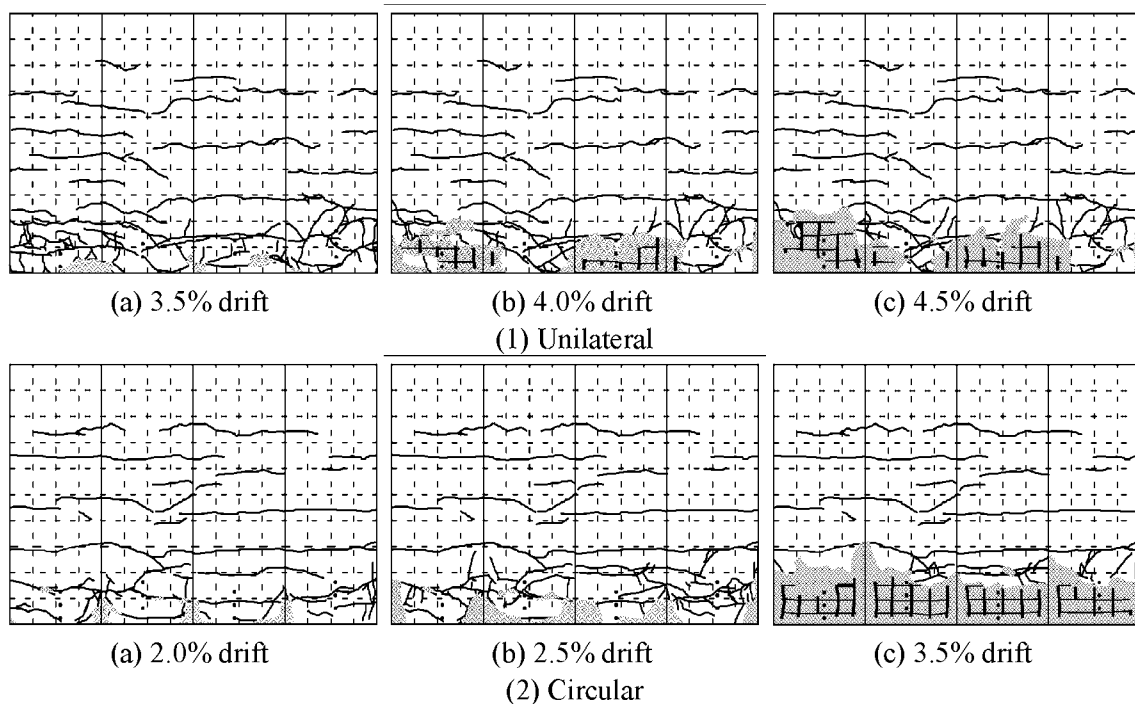 (a) 3.5% drift (b) 4.0% drift (c) 4.5% drift
(1) Unilateral
(a) 2.0% drift (b) 2.5% drift (c) 3.5% drift
(2) Circular